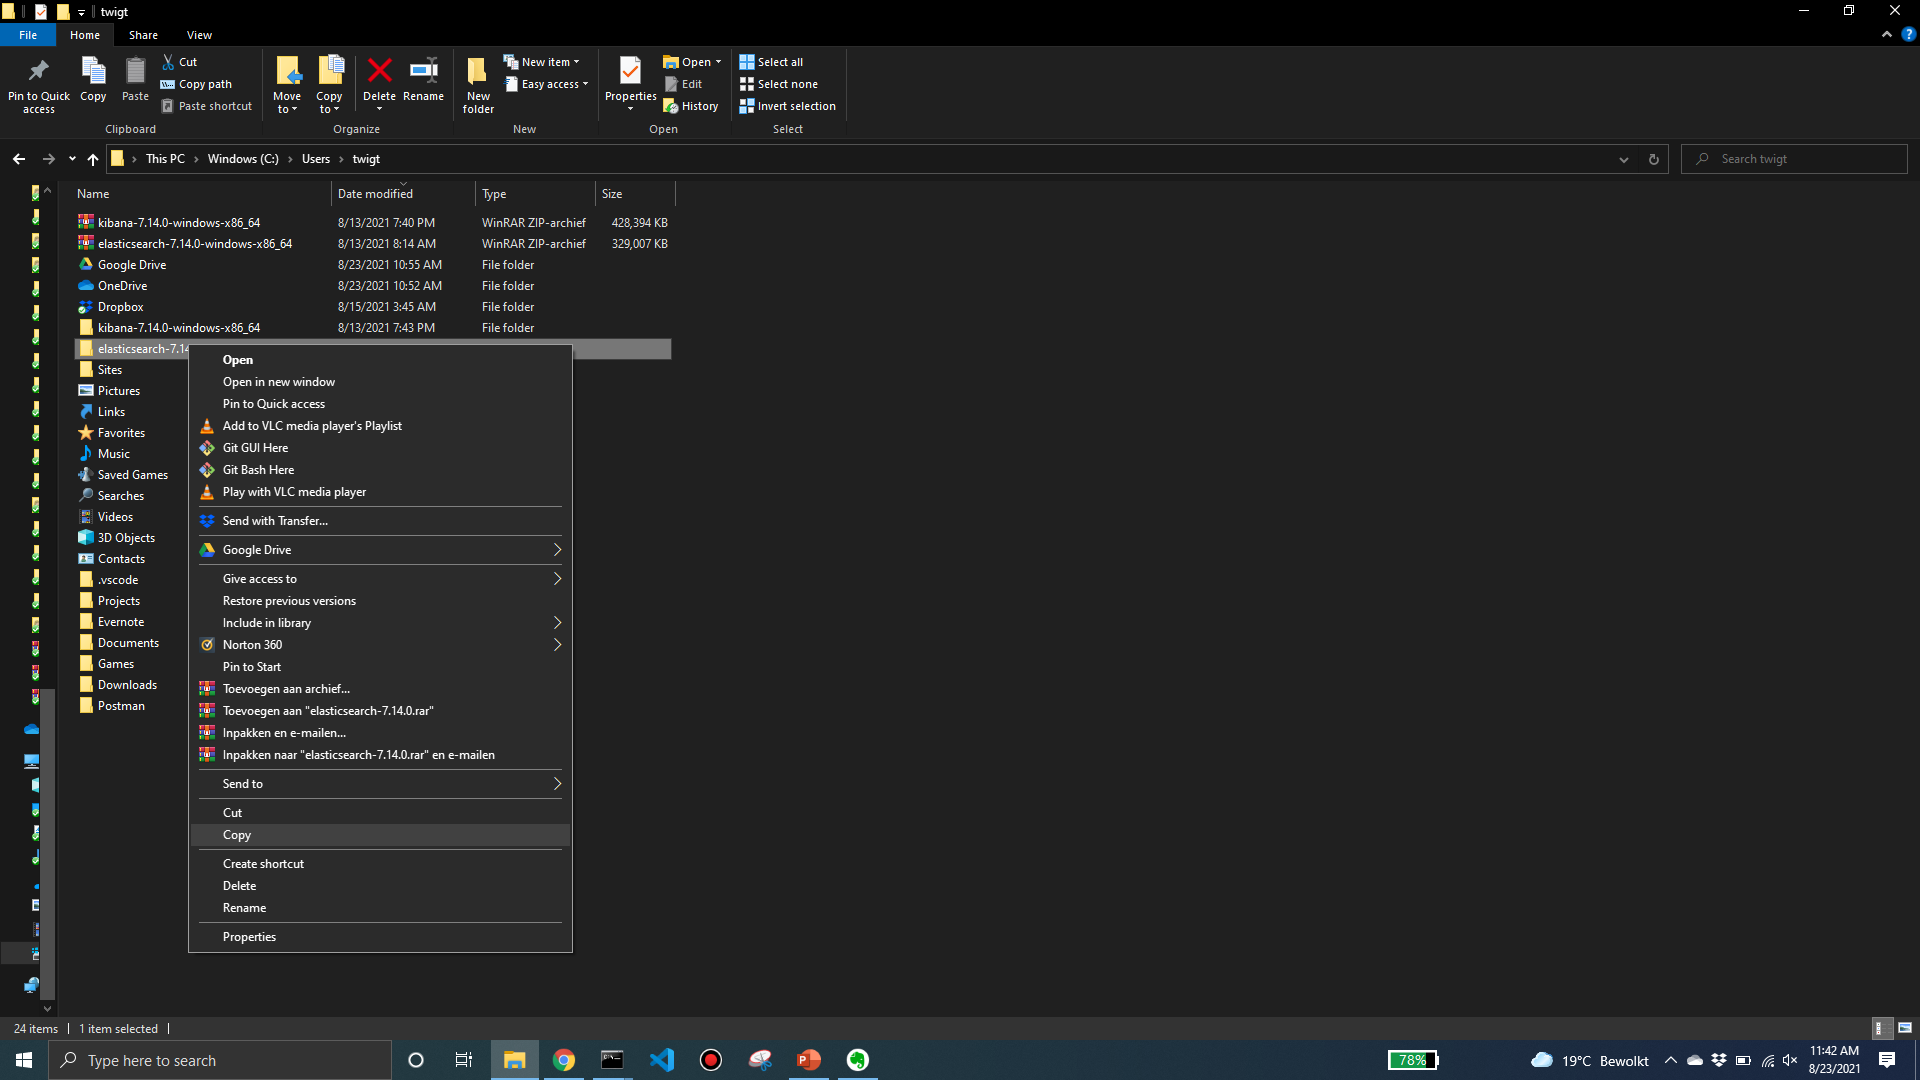 twigt
File Home Share View
Pin to Quick access
Copy
Paste
Cut
Copy path
Paste shortcut
Clipboard
Move to
Copy to
Delete
Rename
Organize
New folder
New item
Easy access
New
Properties
Open
Edit
History
Open
Select all
Select none
Invert selection
Select
This PC > Windows (C:) > Users > twigt
Search twigt
Name Date modified Type Size
kibana-7.14.0-windows-x86_64 8/13/2021 7:40 PM WinRAR ZIP-archief 428,394 KB
elasticsearch-7.14.0-windows-x86_64 8/13/2021 8:14 AM WinRAR ZIP-archief 329,007 KB
Google Drive 8/23/2021 10:55 AM File folder
OneDrive 8/23/2021 10:52 AM File folder
Dropbox 8/15/2021 3:45 AM File folder
kibana-7.14.0-windows-x86_64 8/13/2021 7:43 PM File folder
elasticsearch-7.14
Sites
Pictures
Links
Favorites
Music
Saved Games
Searches
Videos
3D Objects
Contacts
.vscode
Projects
Evernote
Documents
Games
Downloads
Postman
Open
Open in new window
Pin to Quick access
Add to VLC media player's Playlist
Git GUI Here
Git Bash Here
Play with VLC media player
Send with Transfer...
Google Drive
Give access to
Restore previous versions
Include in library
Norton 360
Pin to Start
Toevoegen aan archief...
Toevoegen aan "elasticsearch-7.14.0.rar"
Inpakken en e-mailen...
Inpakken naar "elasticsearch-7.14.0.rar" en e-mailen
Send to
Cut
Copy
Create shortcut
Delete
Rename
Properties
24 items 1 item selected
Type here to search
78%
19°C Bewolkt
11:42 AM
8/23/2021